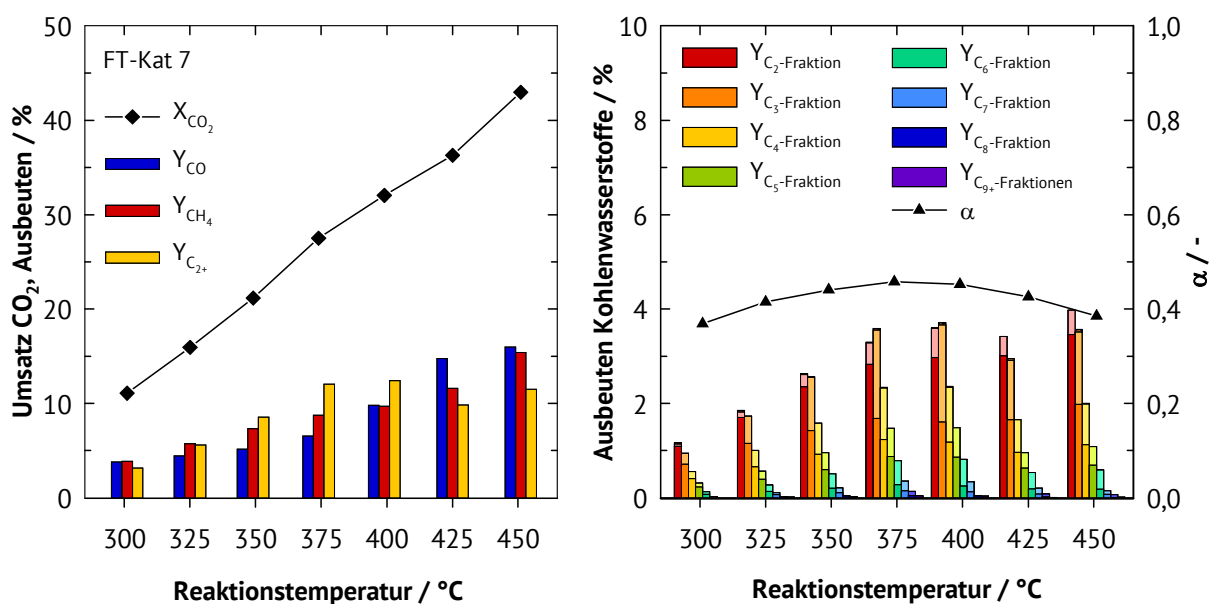 FT-Kat 7
X_CO₂
Y_CO
Y_CH₄
Y_C₂₊
Umsatz CO₂, Ausbeuten / %
50
40
30
20
10
0
300 325 350 375 400 425 450
Reaktionstemperatur / °C
Y_C₂-Fraktion
Y_C₃-Fraktion
Y_C₄-Fraktion
Y_C₅-Fraktion
Y_C₆-Fraktion
Y_C₇-Fraktion
Y_C₈-Fraktion
Y_C₉₊-Fraktionen
α
Ausbeuten Kohlenwasserstoffe / %
10
8
6
4
2
0
1,0
0,8
0,6
0,4
0,2
0,0
α / -
300 325 350 375 400 425 450
Reaktionstemperatur / °C